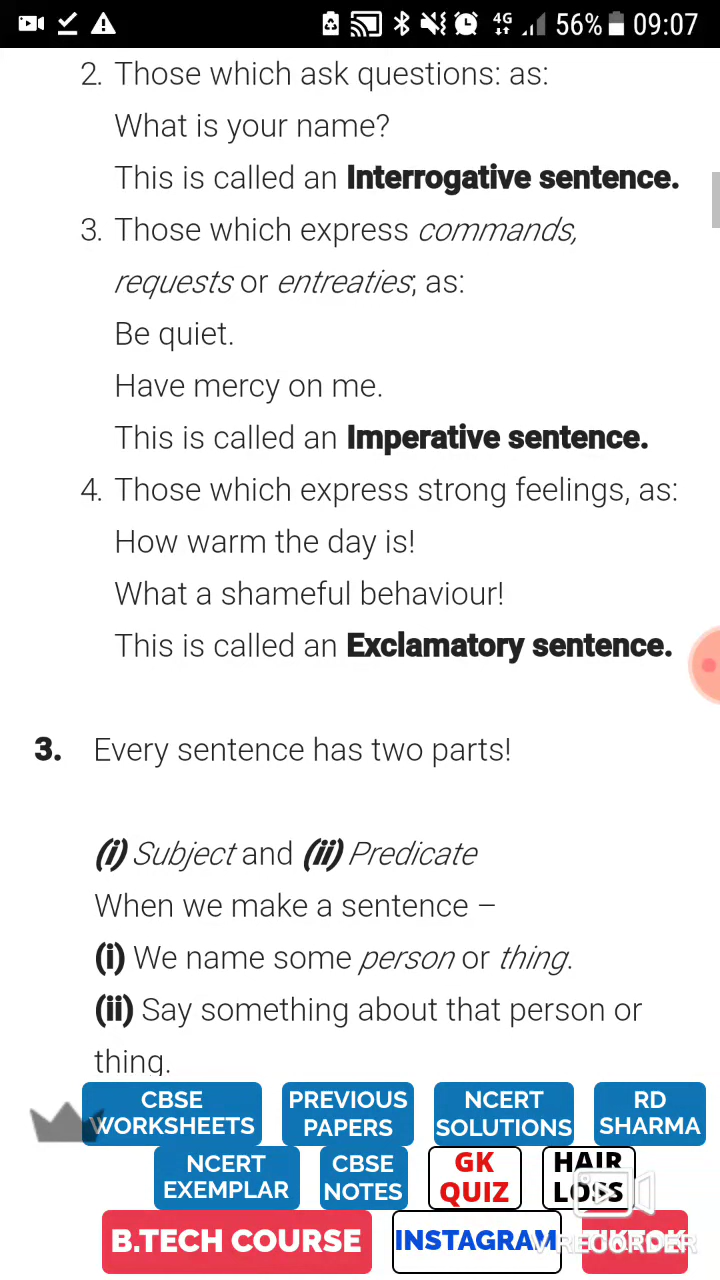 4G 56% 09:07
2. Those which ask questions: as:
What is your name?
This is called an Interrogative sentence.
3. Those which express commands,
requests or entreaties; as:
Be quiet.
Have mercy on me.
This is called an Imperative sentence.
4. Those which express strong feelings, as:
How warm the day is!
What a shameful behaviour!
This is called an Exclamatory sentence.
3. Every sentence has two parts!
(i) Subject and (ii) Predicate
When we make a sentence –
(i) We name some person or thing.
(ii) Say something about that person or
thing.
CBSE WORKSHEETS
PREVIOUS PAPERS
NCERT SOLUTIONS
RD SHARMA
NCERT EXEMPLAR
CBSE NOTES
GK QUIZ
HAIR LOSS
B.TECH COURSE
INSTAGRAM
TIKTOK
V RECORDER